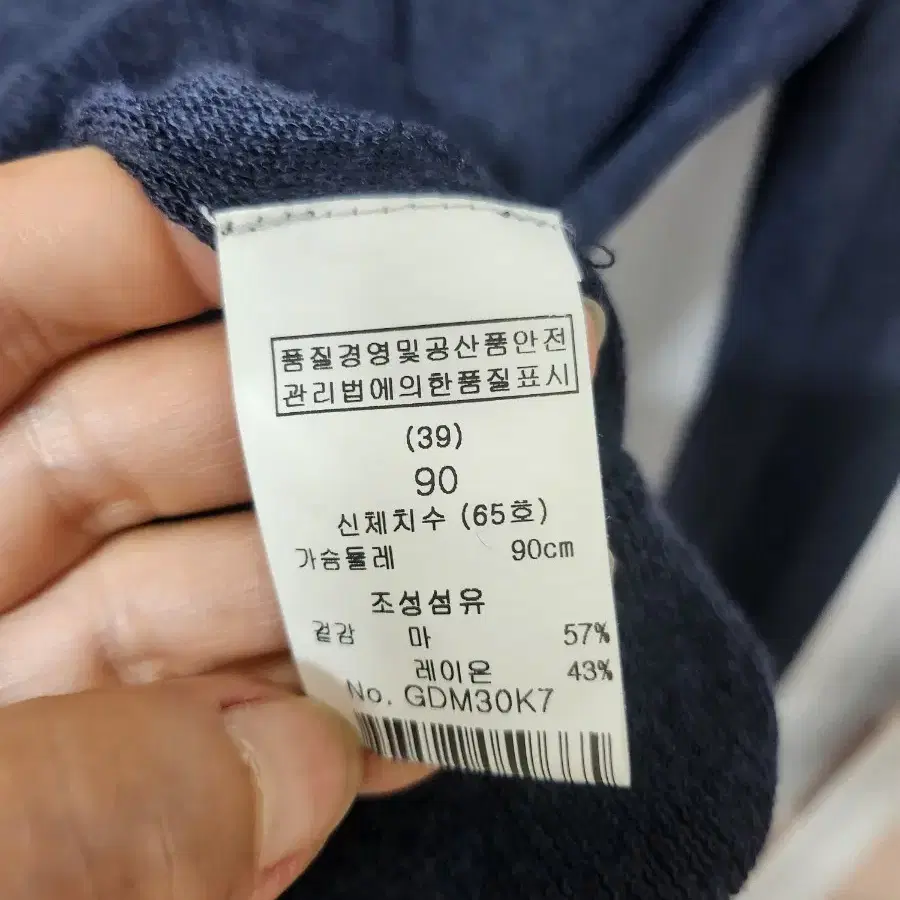 품질경영및공산품안전
관리법에의한품질표시
(39)
90
신체치수 (65호)
가슴둘레 90cm
조성섬유
겉감 마 57%
레이온 43%
No. GDM30K7